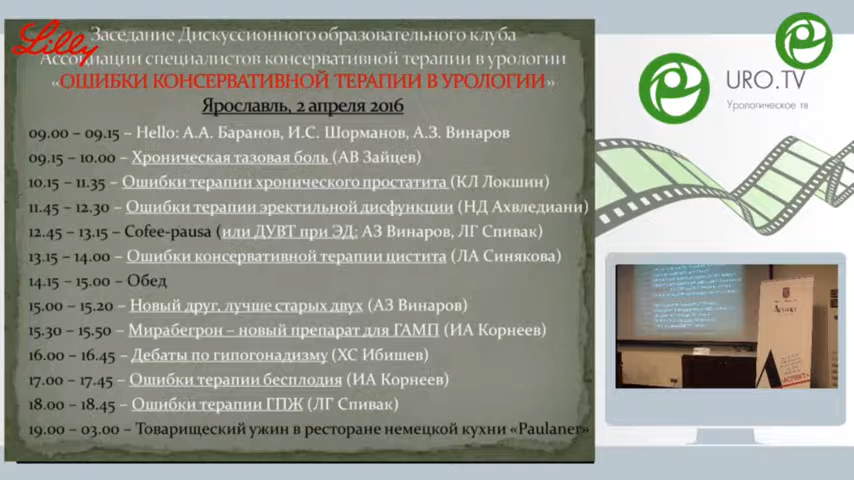 Lilly
Заседание Дискуссионного образовательного клуба
Ассоциации специалистов консервативной терапии в урологии
«ОШИБКИ КОНСЕРВАТИВНОЙ ТЕРАПИИ В УРОЛОГИИ»
Ярославль, 2 апреля 2016
09.00 – 09.15 – Hello: А.А. Баранов, И.С. Шорманов, А.З. Винаров
09.15 – 10.00 – Хроническая тазовая боль (АВ Зайцев)
10.15 – 11.35 – Ошибки терапии хронического простатита (КЛ Локшин)
11.45 – 12.30 – Ошибки терапии эректильной дисфункции (НД Ахвледиани)
12.45 – 13.15 – Cofee-pausa (или ДУВТ при ЭД: АЗ Винаров, ЛГ Спивак)
13.15 – 14.00 – Ошибки консервативной терапии цистита (ЛА Синякова)
14.15 – 15.00 – Обед
15.00 – 15.20 – Новый друг, лучше старых двух (АЗ Винаров)
15.30 – 15.50 – Мирабегрон – новый препарат для ГАМП (ИА Корнеев)
16.00 – 16.45 – Дебаты по гипогонадизму (ХС Ибишев)
17.00 – 17.45 – Ошибки терапии бесплодия (ИА Корнеев)
18.00 – 18.45 – Ошибки терапии ГПЖ (ЛГ Спивак)
19.00 – 03.00 – Товарищеский ужин в ресторане немецкой кухни «Paulaner»
URO.TV
Урологическое тв